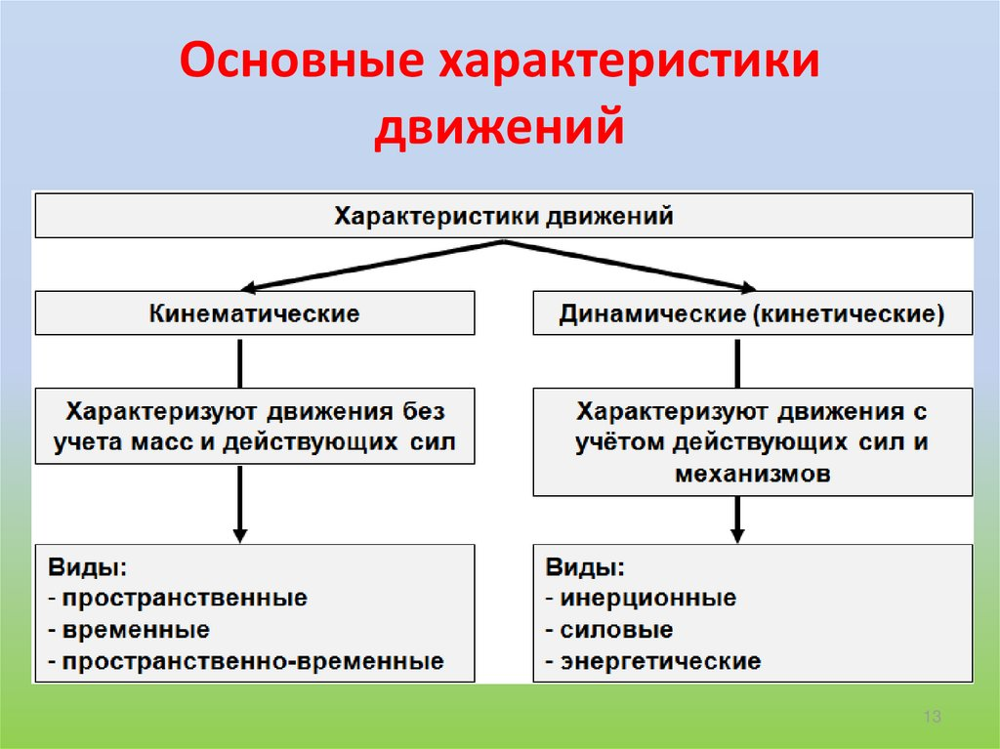 Основные характеристики
движений
Характеристики движений
Кинематические
Динамические (кинетические)
Характеризуют движения без
учета масс и действующих сил
Характеризуют движения с
учётом действующих сил и
механизмов
Виды:
- пространственные
- временные
- пространственно-временные
Виды:
- инерционные
- силовые
- энергетические
13